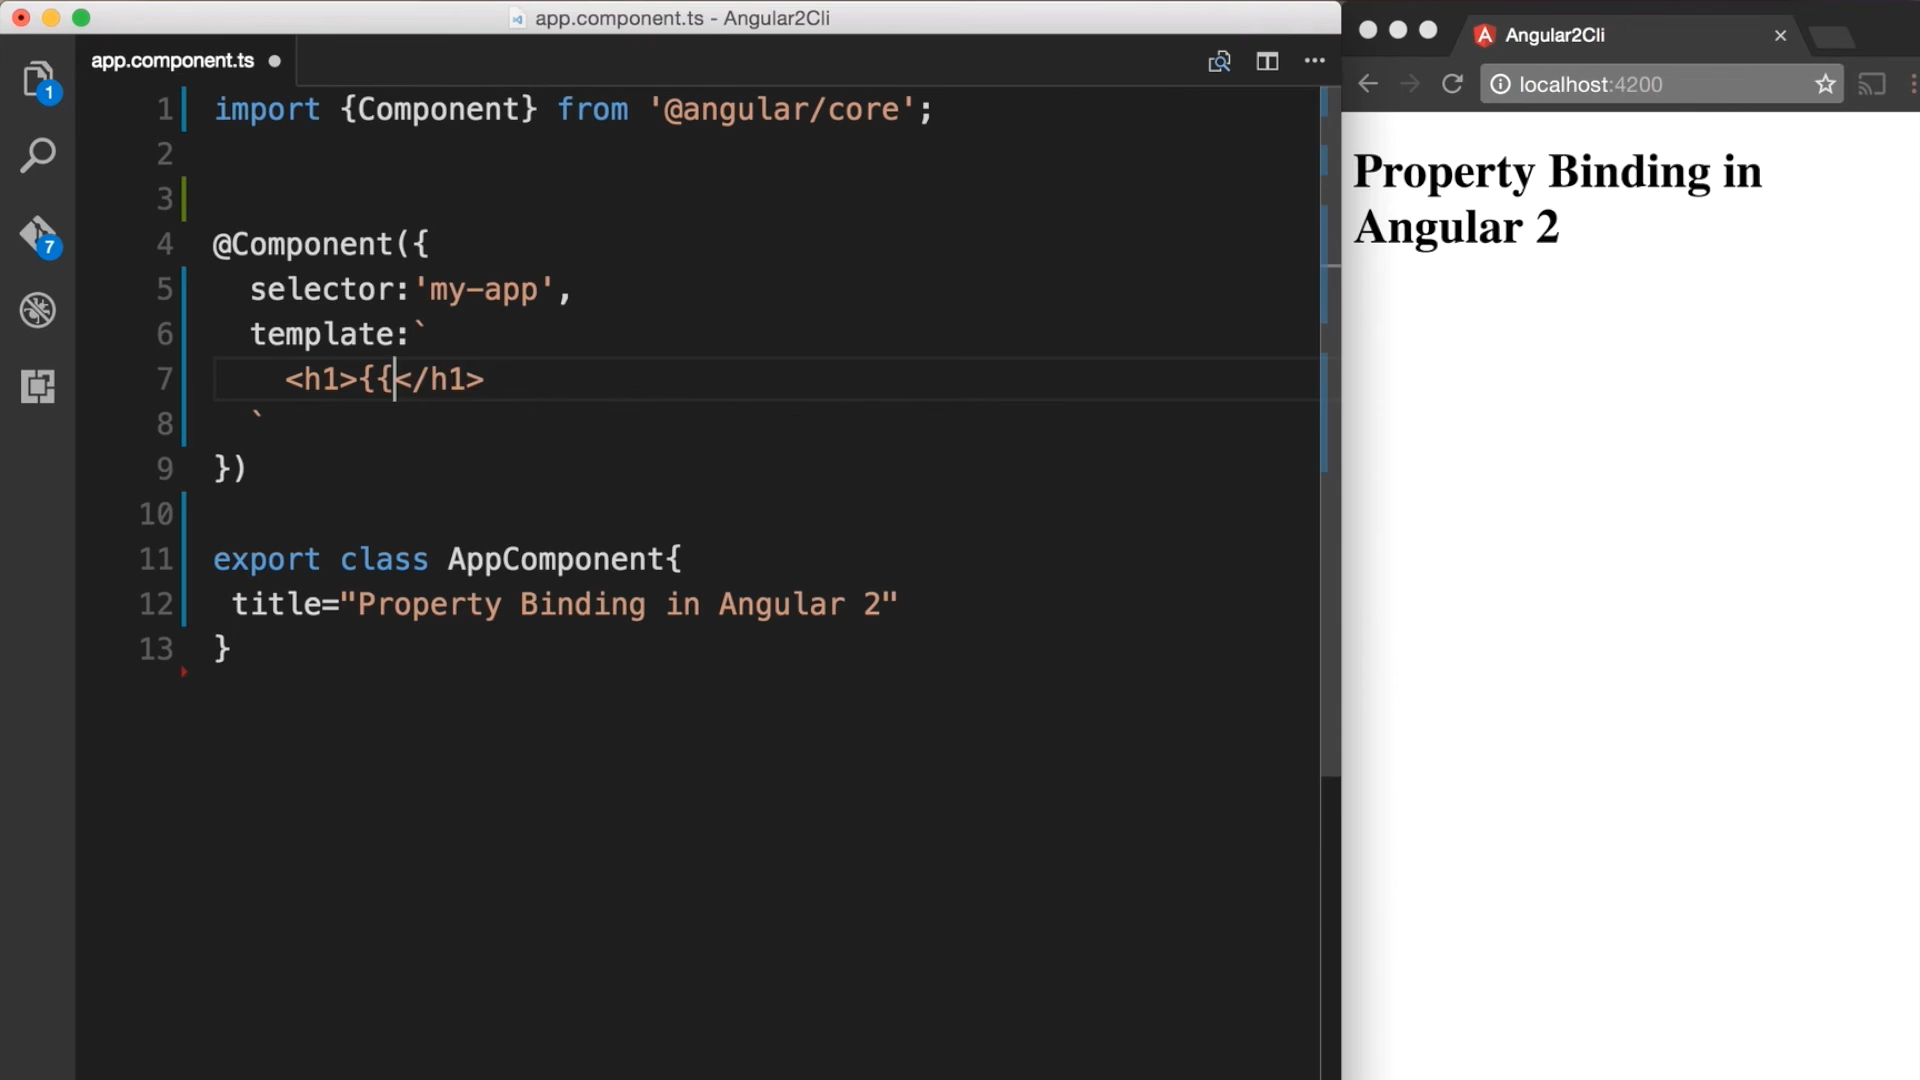 app.component.ts - Angular2Cli
app.component.ts
1
7
1 import {Component} from '@angular/core';
2
3
4 @Component({
5 selector:'my-app',
6 template:`
7 <h1>{{</h1>
8 `
9 })
10
11 export class AppComponent{
12 title="Property Binding in Angular 2"
13 }
Angular2Cli
localhost:4200
Property Binding in
Angular 2